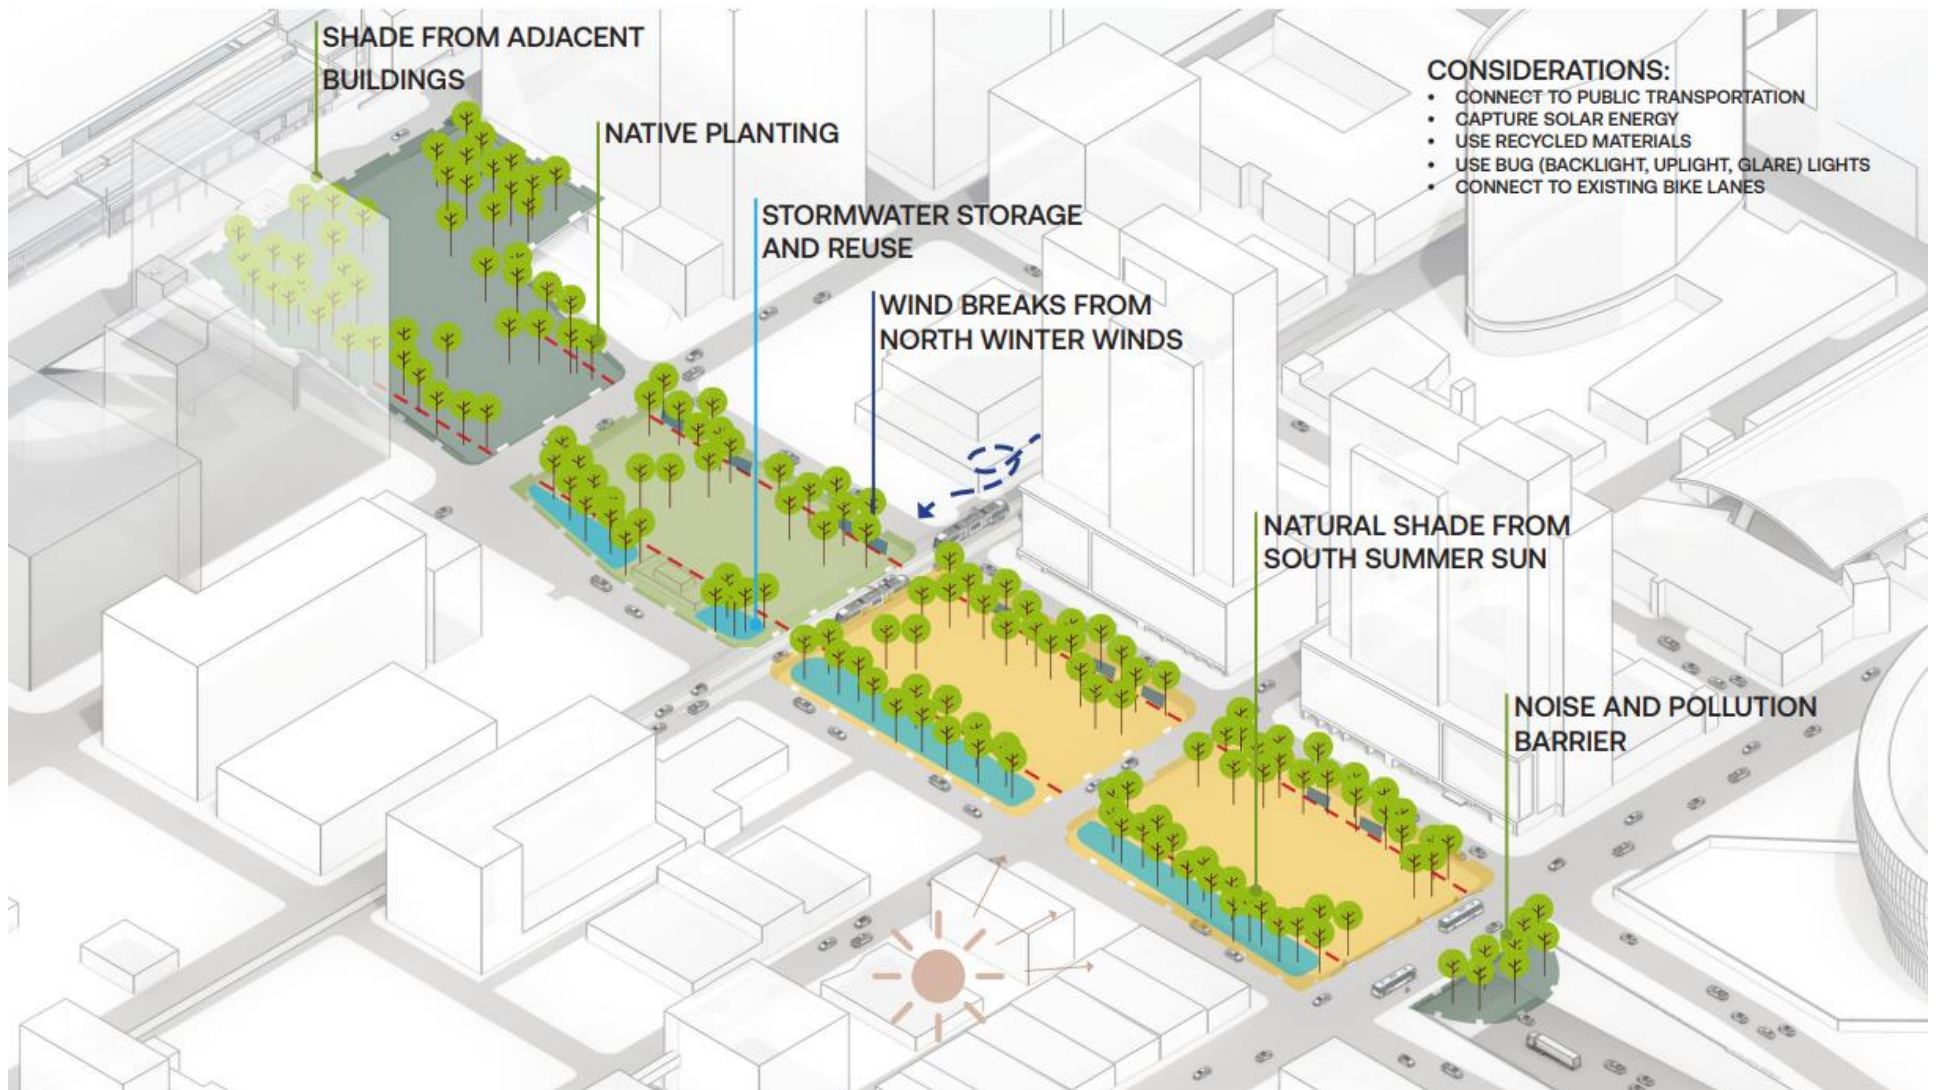 SHADE FROM ADJACENT
BUILDINGS
NATIVE PLANTING
STORMWATER STORAGE
AND REUSE
WIND BREAKS FROM
NORTH WINTER WINDS
CONSIDERATIONS:
• CONNECT TO PUBLIC TRANSPORTATION
• CAPTURE SOLAR ENERGY
• USE RECYCLED MATERIALS
• USE BUG (BACKLIGHT, UPLIGHT, GLARE) LIGHTS
• CONNECT TO EXISTING BIKE LANES
NATURAL SHADE FROM
SOUTH SUMMER SUN
NOISE AND POLLUTION
BARRIER